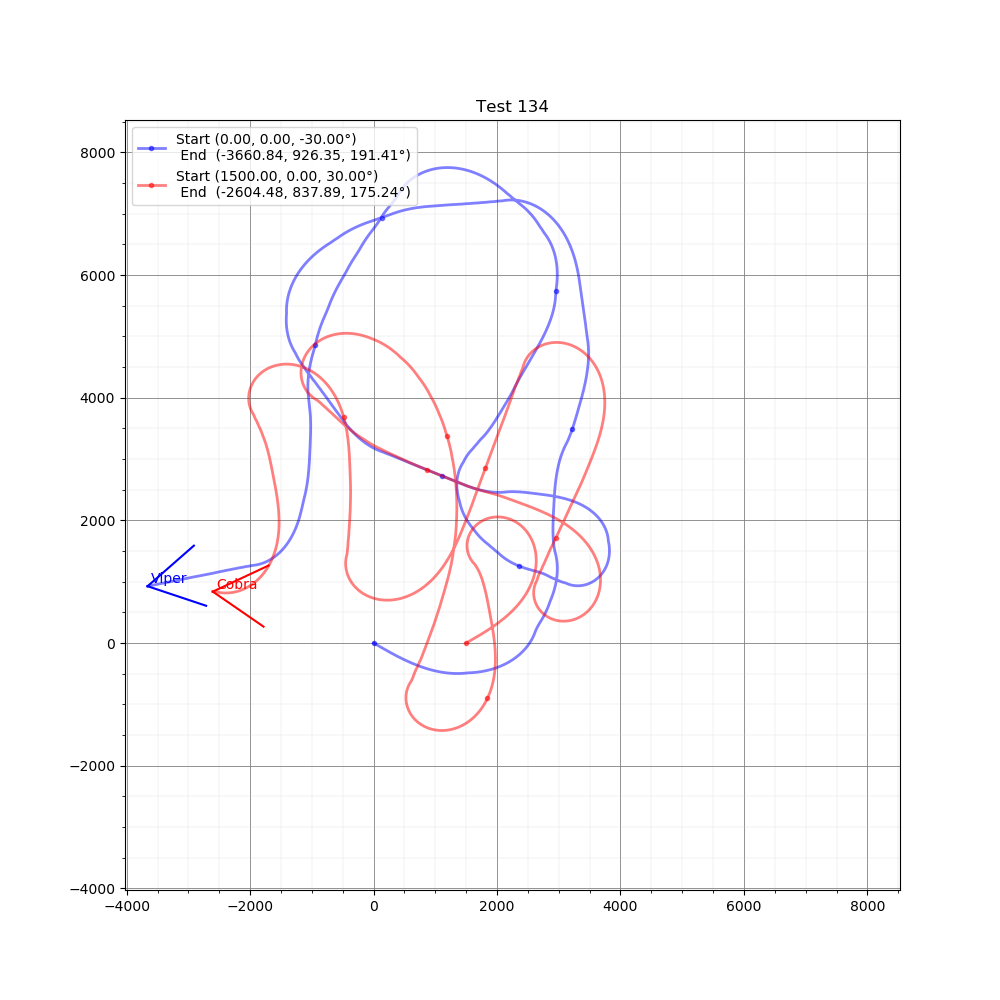 Test 134
Start (0.00, 0.00, -30.00°)
End  (-3660.84, 926.35, 191.41°)
Start (1500.00, 0.00, 30.00°)
End  (-2604.48, 837.89, 175.24°)
8000
6000
4000
2000
0
−2000
−4000
Viper
Cobra
−4000 −2000 0 2000 4000 6000 8000